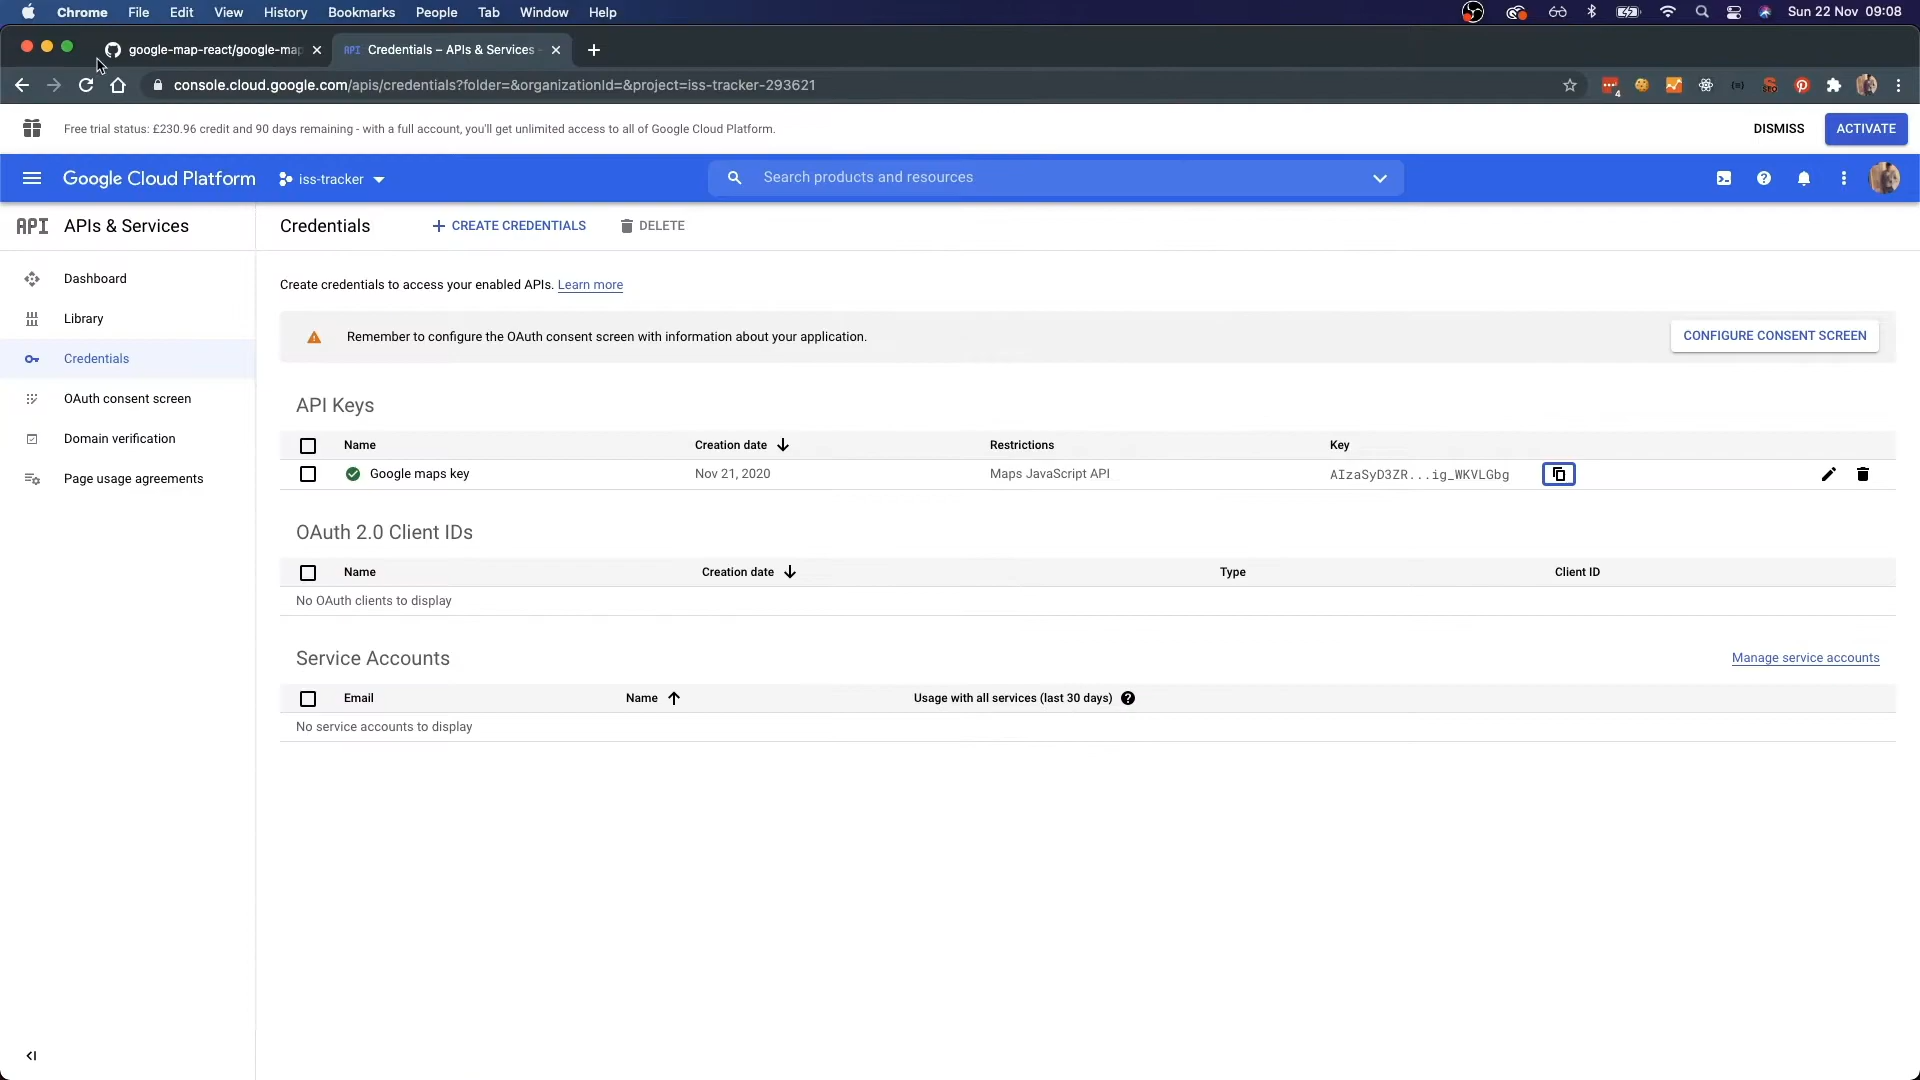 Chrome File Edit View History Bookmarks People Tab Window Help Sun 22 Nov 09:08
google-map-react/google-map Credentials – APIs & Services -
console.cloud.google.com/apis/credentials?folder=&organizationId=&project=iss-tracker-293621
Free trial status: £230.96 credit and 90 days remaining - with a full account, you'll get unlimited access to all of Google Cloud Platform. DISMISS ACTIVATE
Google Cloud Platform iss-tracker Search products and resources
API APIs & Services Credentials CREATE CREDENTIALS DELETE
Dashboard
Library
Credentials
OAuth consent screen
Domain verification
Page usage agreements
Create credentials to access your enabled APIs. Learn more
Remember to configure the OAuth consent screen with information about your application. CONFIGURE CONSENT SCREEN
API Keys
Name Creation date Restrictions Key
Google maps key Nov 21, 2020 Maps JavaScript API AIzaSyD3ZR...ig_WKVLGbg
OAuth 2.0 Client IDs
Name Creation date Type Client ID
No OAuth clients to display
Service Accounts Manage service accounts
Email Name Usage with all services (last 30 days)
No service accounts to display